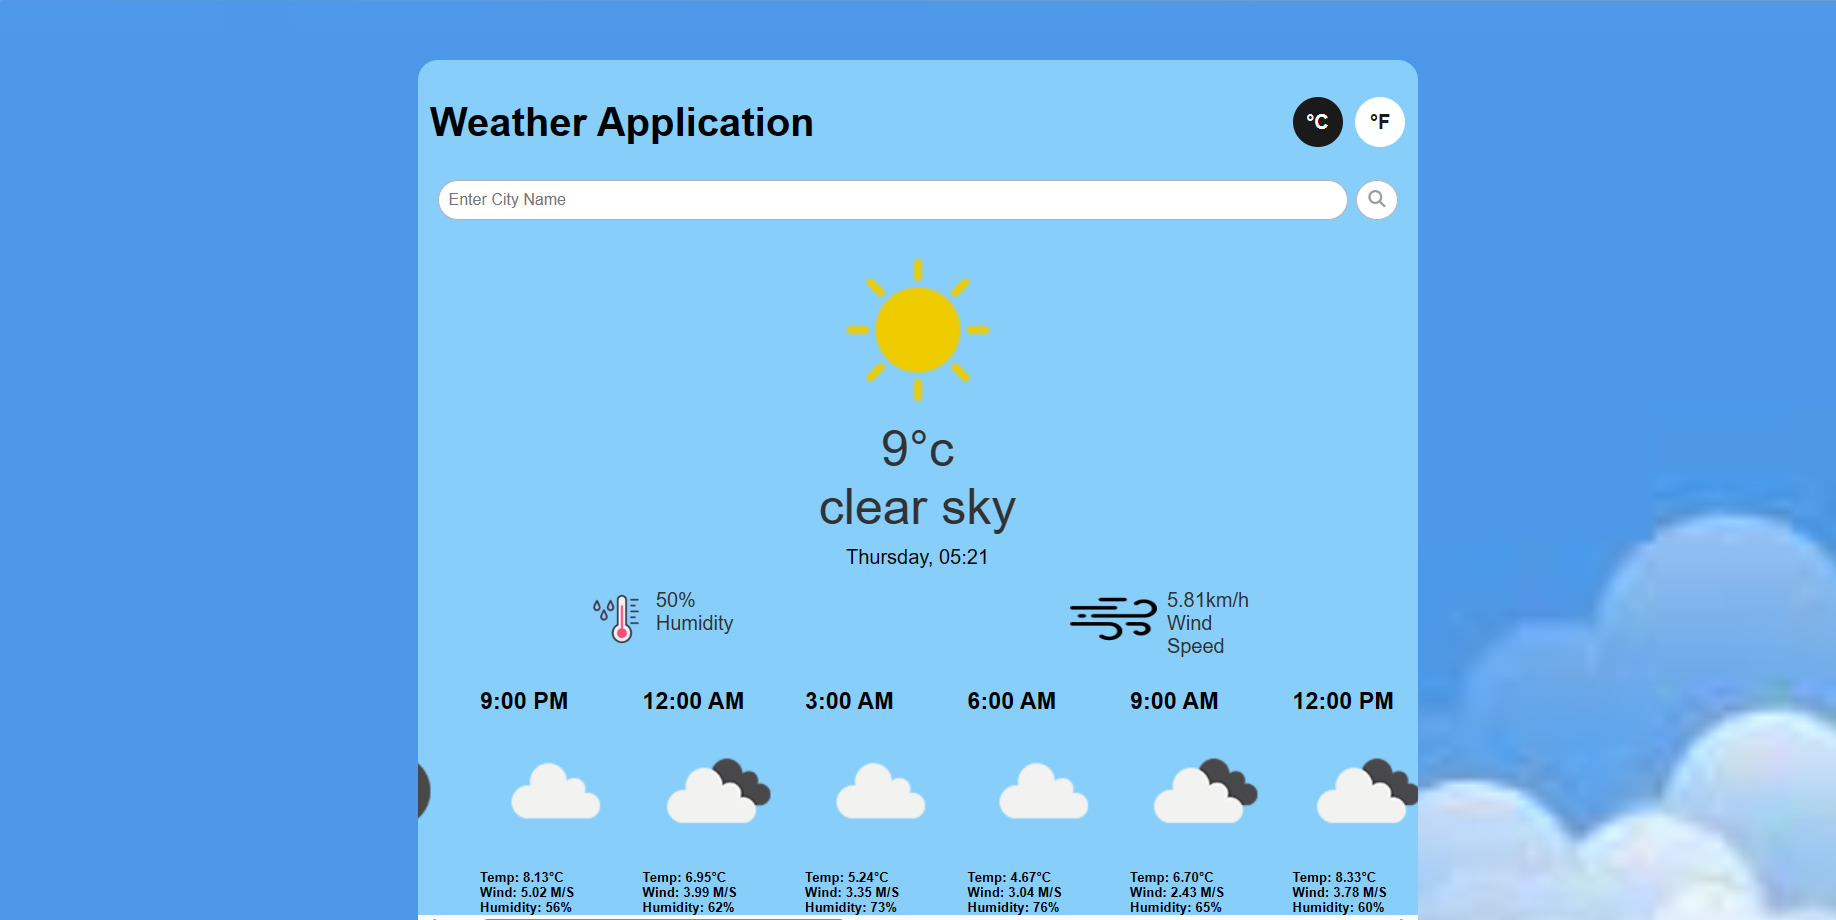 Weather Application
°C
°F
Enter City Name
9°c
clear sky
Thursday, 05:21
50%
Humidity
5.81km/h
Wind
Speed
9:00 PM
12:00 AM
3:00 AM
6:00 AM
9:00 AM
12:00 PM
Temp: 8.13°C
Wind: 5.02 M/S
Humidity: 56%
Temp: 6.95°C
Wind: 3.99 M/S
Humidity: 62%
Temp: 5.24°C
Wind: 3.35 M/S
Humidity: 73%
Temp: 4.67°C
Wind: 3.04 M/S
Humidity: 76%
Temp: 6.70°C
Wind: 2.43 M/S
Humidity: 65%
Temp: 8.33°C
Wind: 3.78 M/S
Humidity: 60%